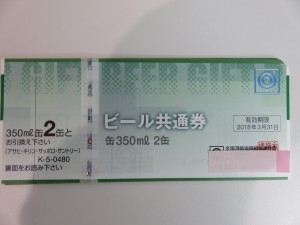 GIFT BEER GIFT
350ml缶2缶と
お引換え下さい
(アサヒ・キリン・サッポロ・サントリー)
K-5-0480
裏面をお読み下さい
ビール共通券
缶350ml 2缶
有効期限
2018年3月31日